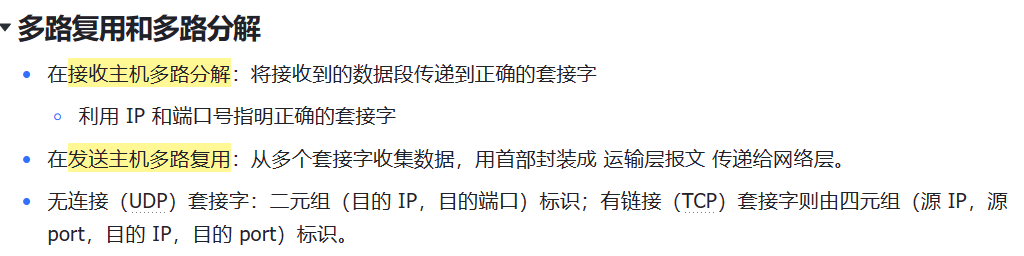 多路复用和多路分解
在接收主机多路分解：将接收到的数据段传递到正确的套接字
利用 IP 和端口号指明正确的套接字
在发送主机多路复用：从多个套接字收集数据，用首部封装成 运输层报文 传递给网络层。
无连接（UDP）套接字：二元组（目的 IP，目的端口）标识；有链接（TCP）套接字则由四元组（源 IP，源
port，目的 IP，目的 port）标识。